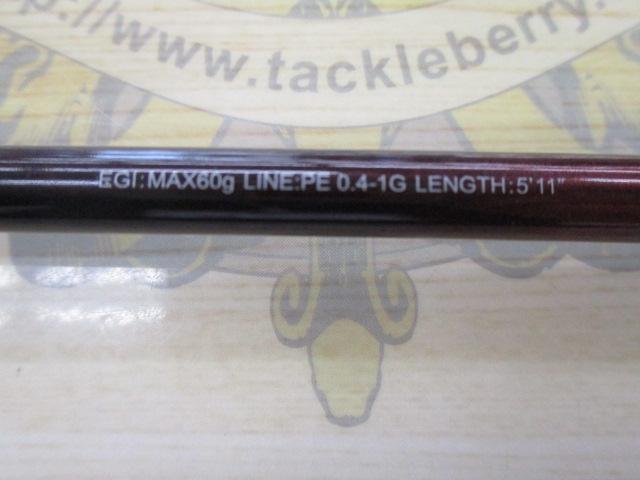 p://www.tackleberry.
EGI:MAX60g LINE:PE 0.4-1G LENGTH:5'11"